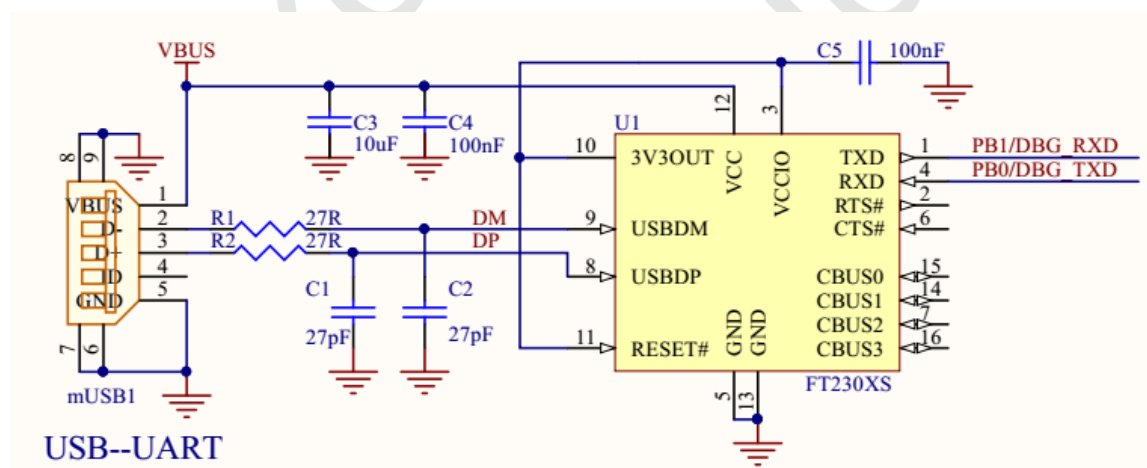 VBUS
C5 100nF
12
3
U1
C3
10uF
C4
100nF
8
9
10 3V3OUT
VCC
VCCIO
TXD 1 PB1/DBG_RXD
RXD 4 PB0/DBG_TXD
RTS# 2
CTS# 6
VBUS 1
D- 2 R1 27R DM 9 USBDM
D+ 3 R2 27R DP
8 USBDP
ID 4
GND 5
CBUS0 15
CBUS1 14
CBUS2 7
CBUS3 16
C1
27pF
C2
27pF
11 RESET#
GND
GND
7
6
5
13
mUSB1
FT230XS
USB--UART